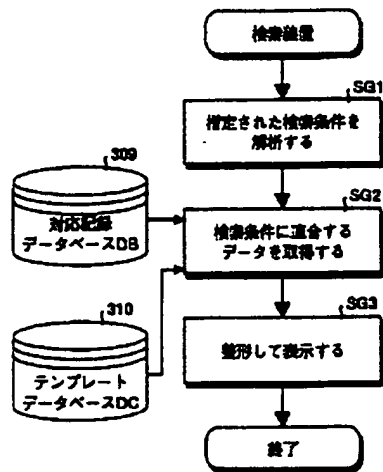 検索装置
SG1
指定された検索条件を
解析する
309
対応記録
データベースDB
SG2
検索条件に適合する
データを取得する
310
テンプレート
データベースDC
SG3
整形して表示する
終了